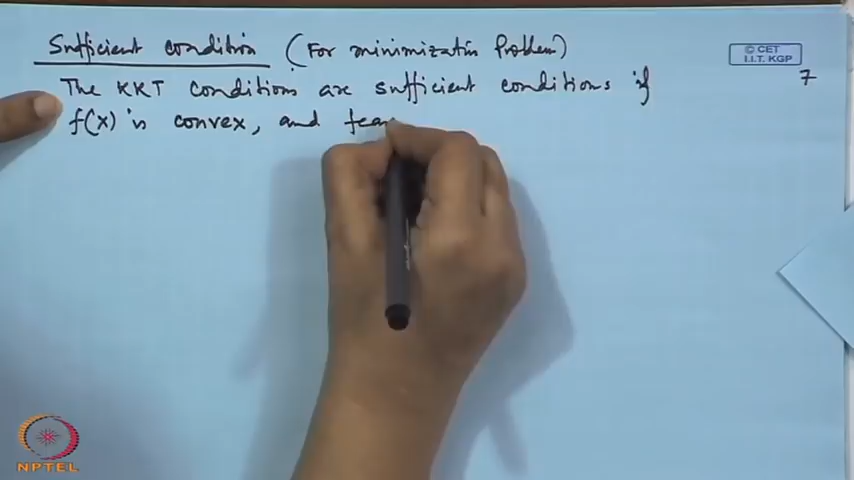 Sufficient condition (For minimization Problem)
© CET
I.I.T. KGP
7
The KKT conditions are sufficient conditions if
f(x) is convex, and feas
NPTEL